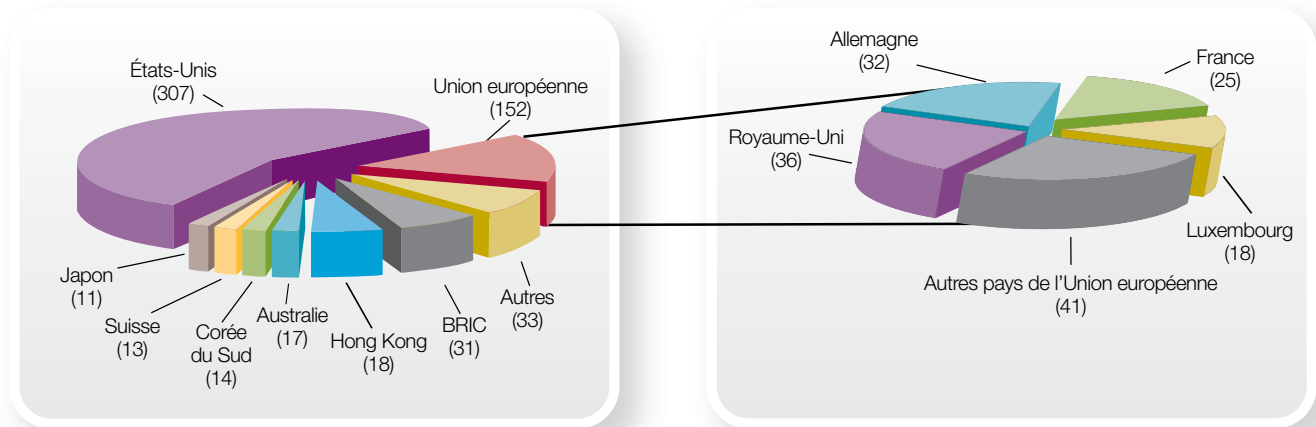 États-Unis
(307)
Union européenne
(152)
Japon
(11)
Suisse
(13)
Corée
du Sud
(14)
Australie
(17)
Hong Kong
(18)
BRIC
(31)
Autres
(33)
Allemagne
(32)
France
(25)
Royaume-Uni
(36)
Luxembourg
(18)
Autres pays de l’Union européenne
(41)